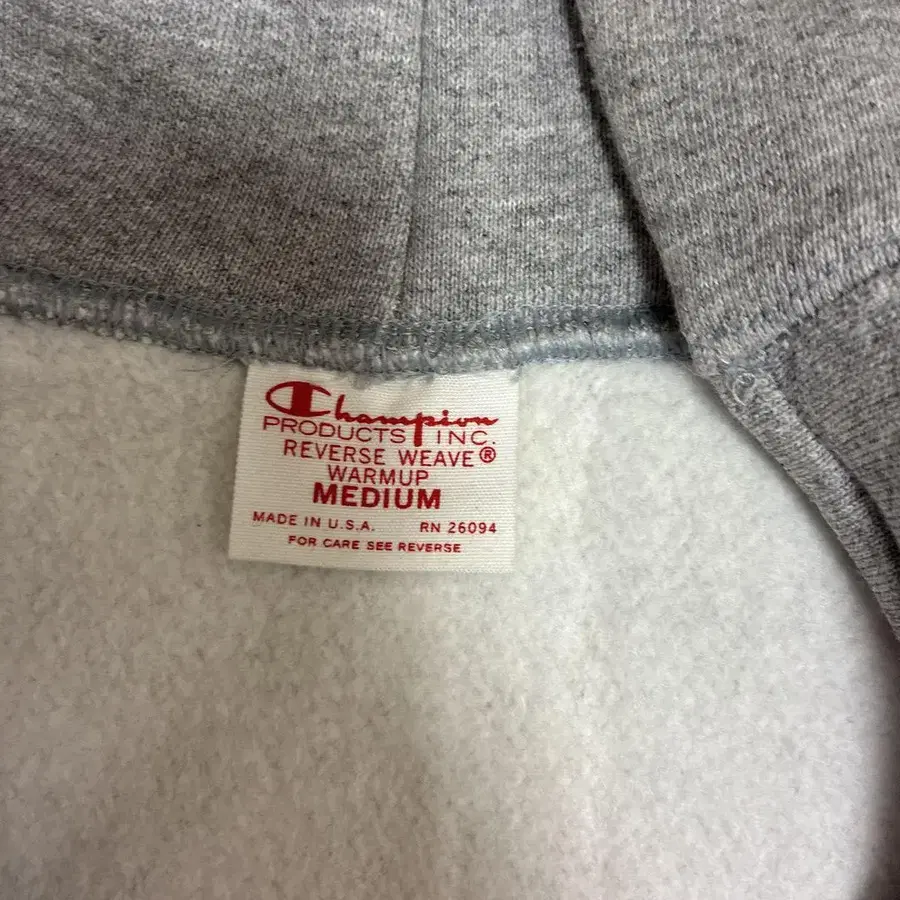 Champion
PRODUCTS INC.
REVERSE WEAVE®
WARMUP
MEDIUM
MADE IN U.S.A. RN 26094
FOR CARE SEE REVERSE